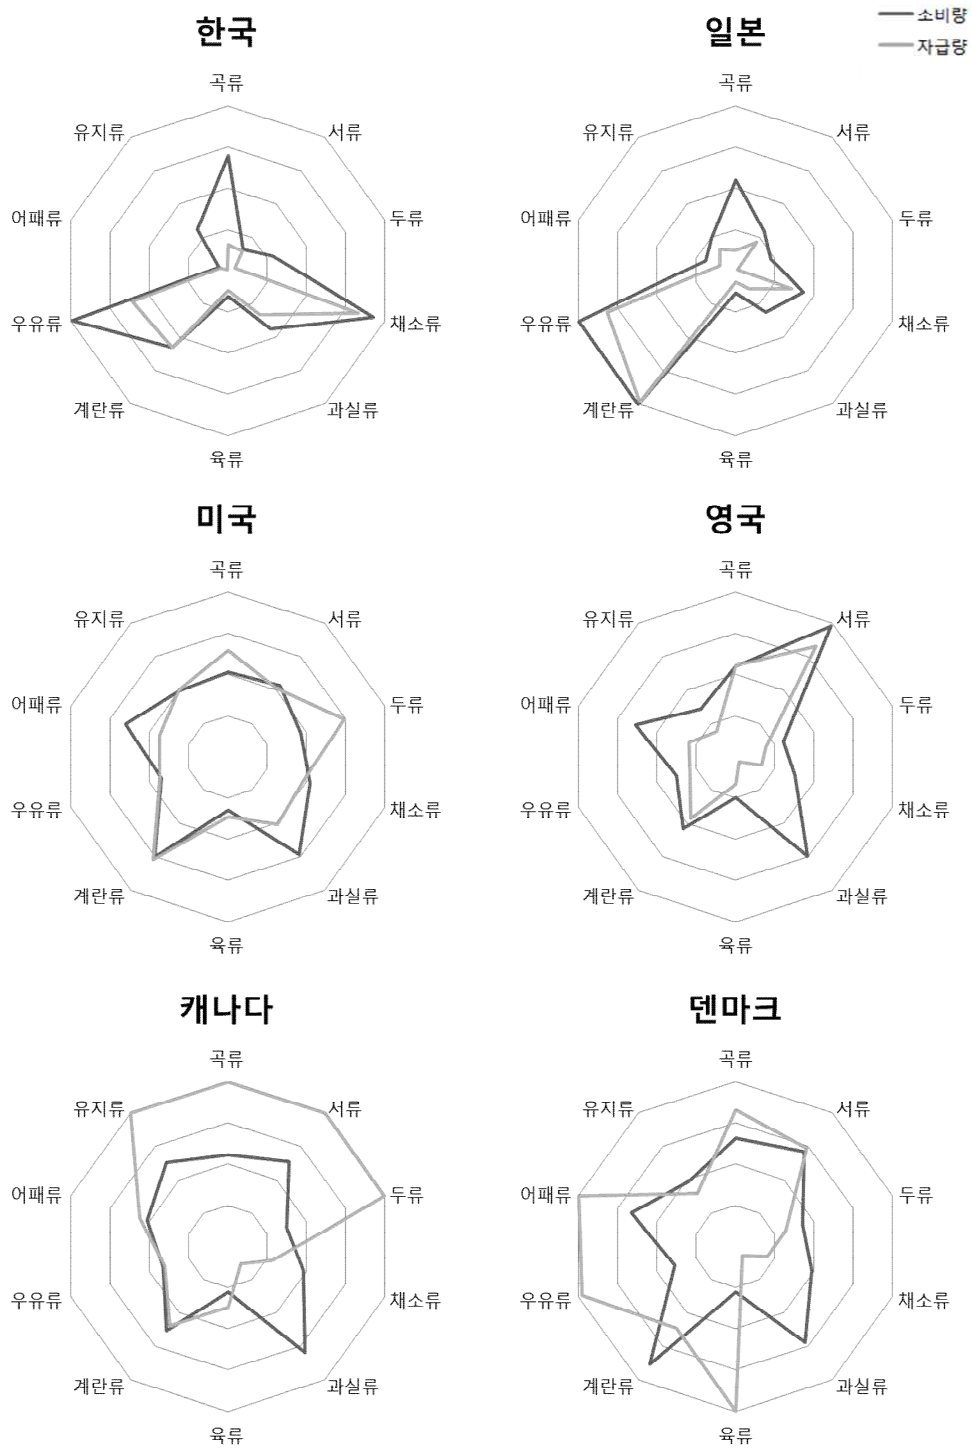 소비량
자급량
한국
곡류
서류
두류
채소류
과실류
육류
계란류
우유류
어패류
유지류
일본
곡류
서류
두류
채소류
과실류
육류
계란류
우유류
어패류
유지류
미국
곡류
서류
두류
채소류
과실류
육류
계란류
우유류
어패류
유지류
영국
곡류
서류
두류
채소류
과실류
육류
계란류
우유류
어패류
유지류
캐나다
곡류
서류
두류
채소류
과실류
육류
계란류
우유류
어패류
유지류
덴마크
곡류
서류
두류
채소류
과실류
육류
계란류
우유류
어패류
유지류